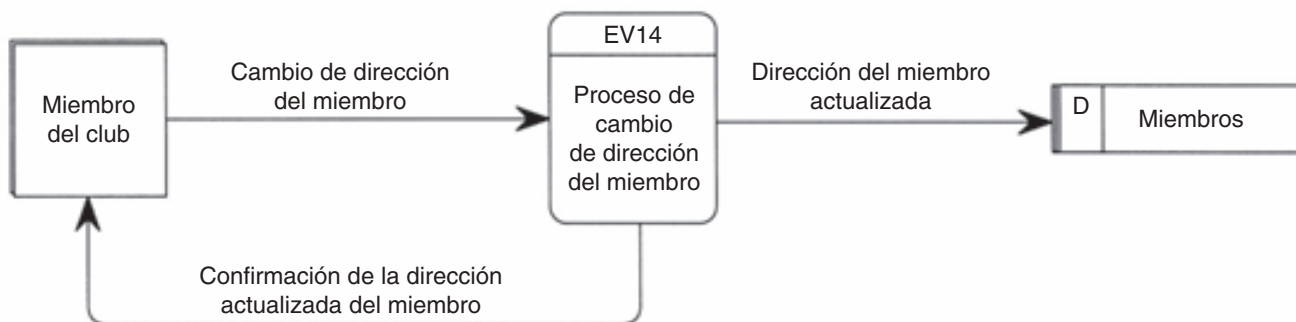 Miembro
del club
Cambio de dirección
del miembro
EV14
Proceso de
cambio
de dirección
del miembro
Dirección del miembro
actualizada
D
Miembros
Confirmación de la dirección
actualizada del miembro